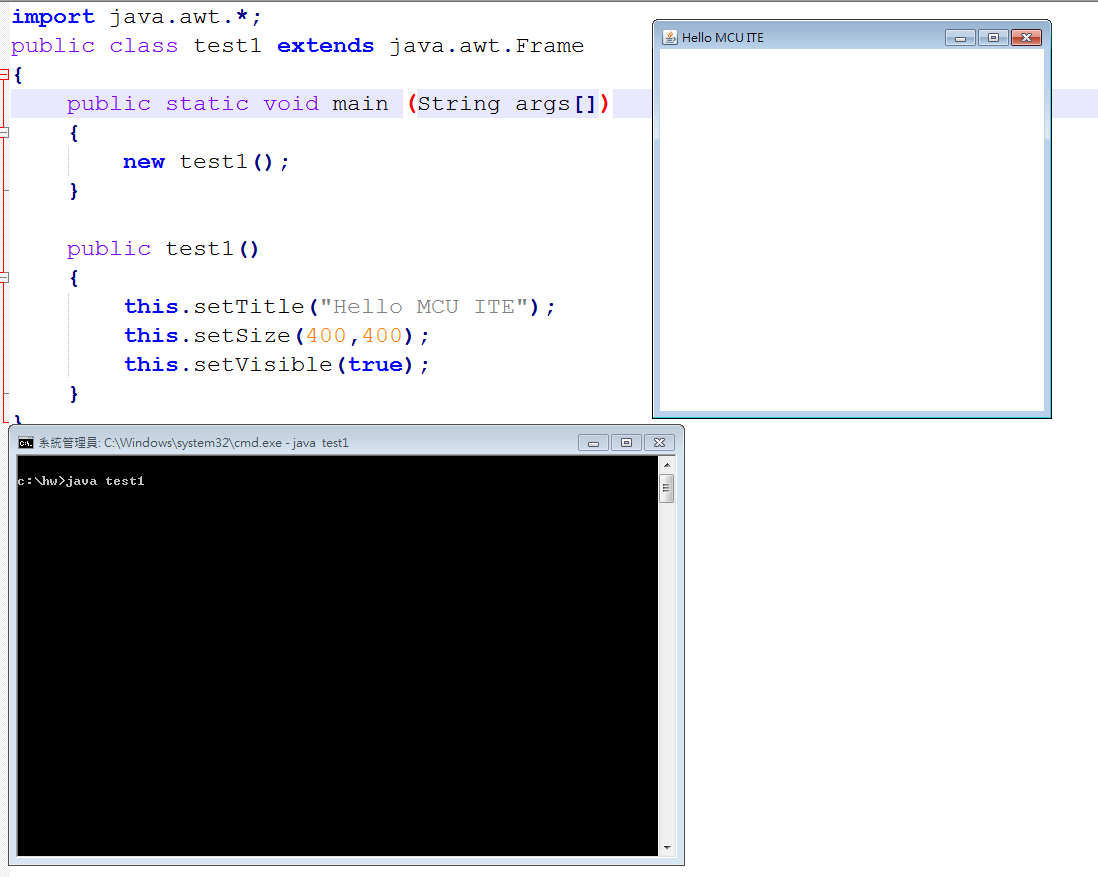 import java.awt.*;
public class test1 extends java.awt.Frame
{
    public static void main (String args[])
    {
        new test1();
    }
    public test1()
    {
        this.setTitle("Hello MCU ITE");
        this.setSize(400,400);
        this.setVisible(true);
    }
}
Hello MCU ITE
系統管理員: C:\Windows\system32\cmd.exe - java test1
c:\hw>java test1